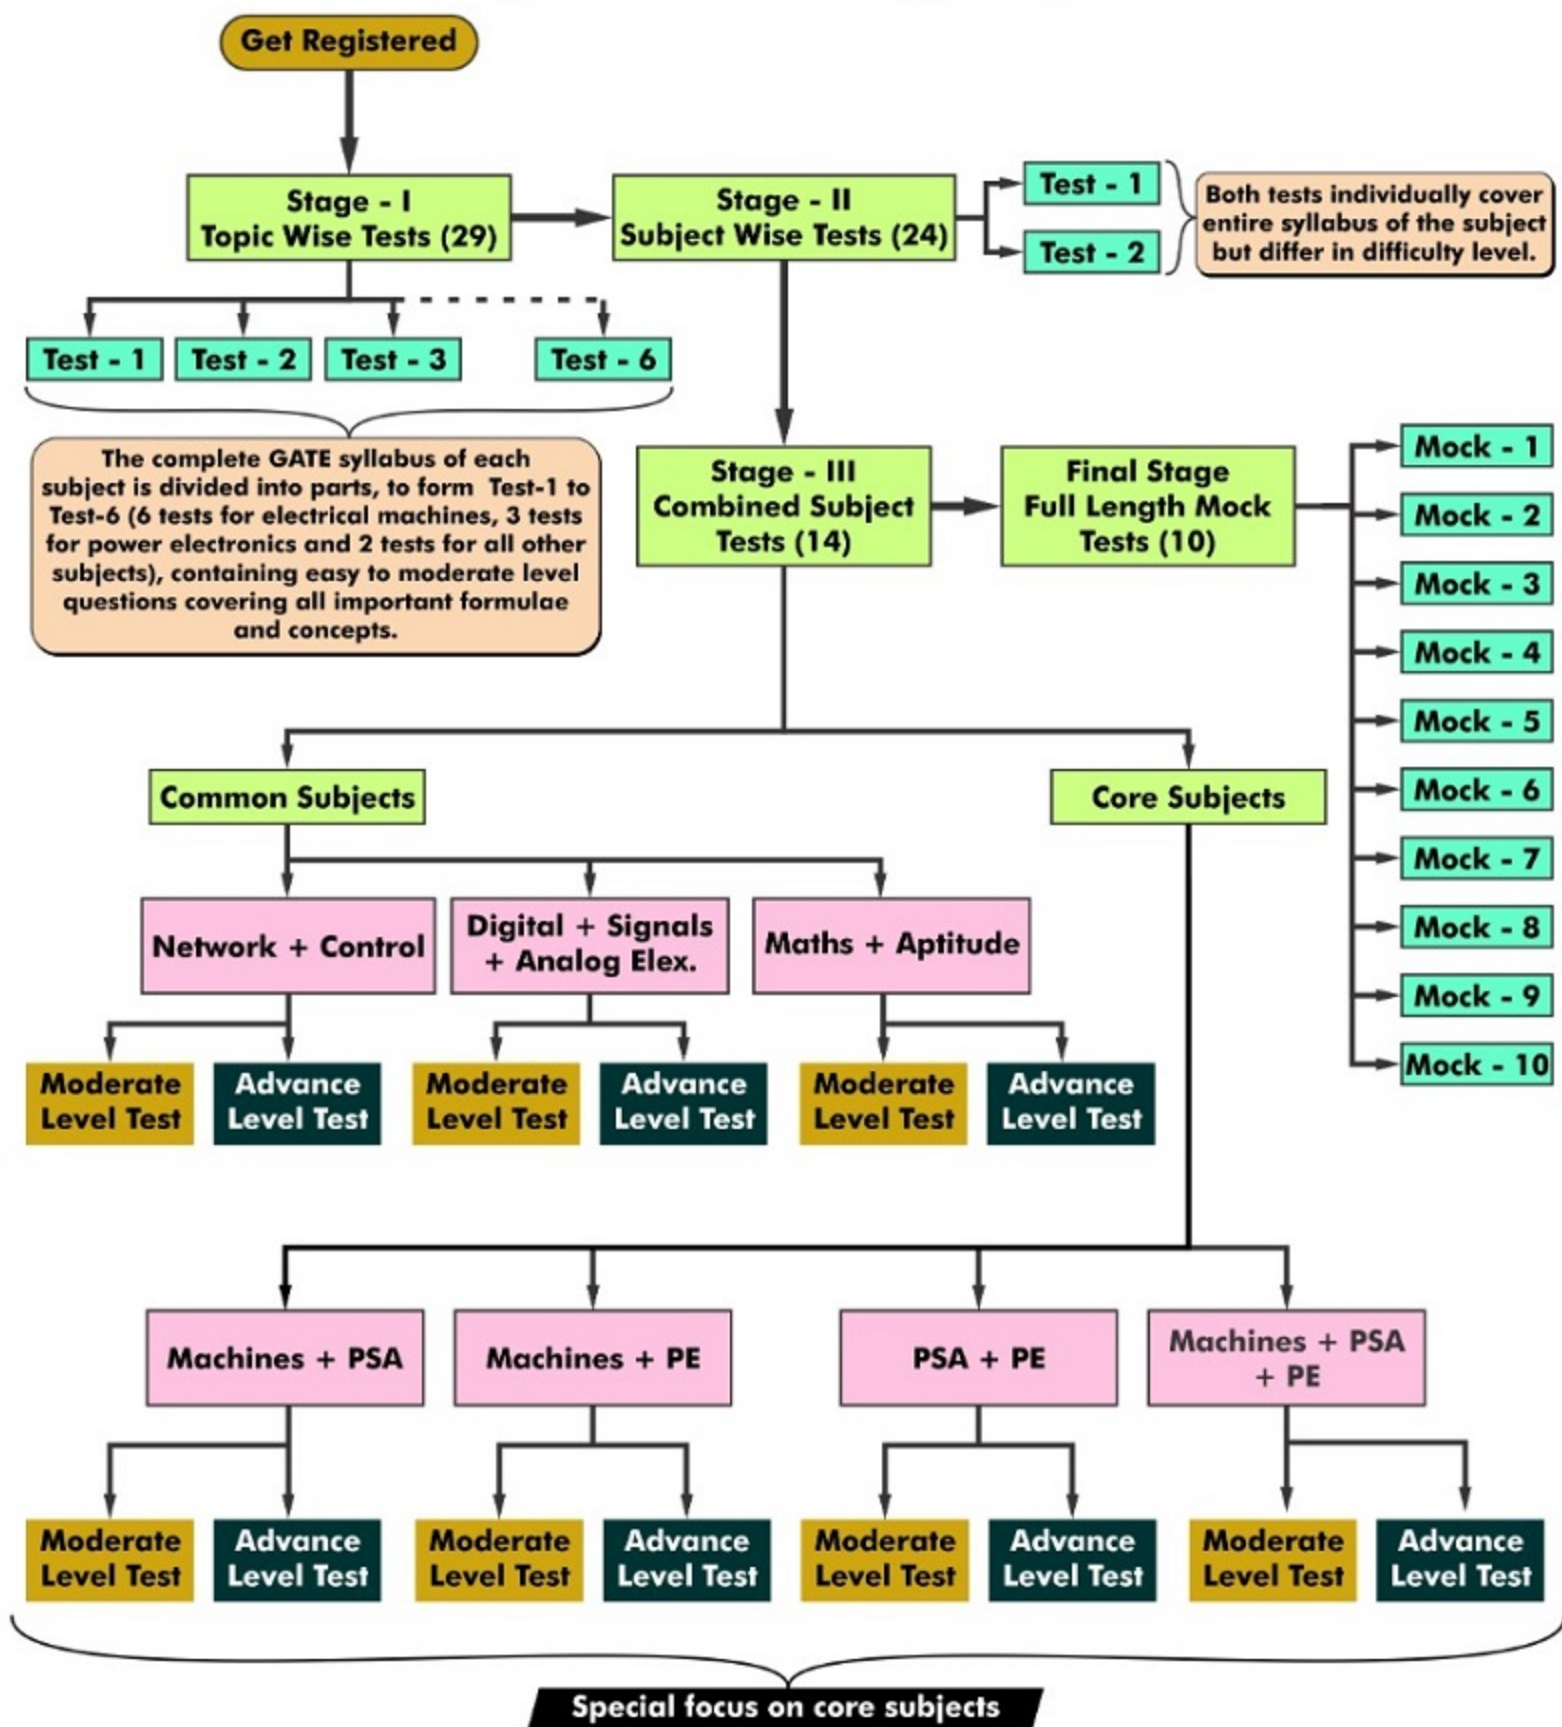 Get Registered
Stage - I
Topic Wise Tests (29)
Stage - II
Subject Wise Tests (24)
Test - 1
Test - 2
Both tests individually cover
entire syllabus of the subject
but differ in difficulty level.
Test - 1
Test - 2
Test - 3
Test - 6
The complete GATE syllabus of each
subject is divided into parts, to form Test-1 to
Test-6 (6 tests for electrical machines, 3 tests
for power electronics and 2 tests for all other
subjects), containing easy to moderate level
questions covering all important formulae
and concepts.
Stage - III
Combined Subject
Tests (14)
Final Stage
Full Length Mock
Tests (10)
Mock - 1
Mock - 2
Mock - 3
Mock - 4
Mock - 5
Mock - 6
Mock - 7
Mock - 8
Mock - 9
Mock - 10
Common Subjects
Core Subjects
Network + Control
Digital + Signals
+ Analog Elex.
Maths + Aptitude
Moderate
Level Test
Advance
Level Test
Moderate
Level Test
Advance
Level Test
Moderate
Level Test
Advance
Level Test
Machines + PSA
Machines + PE
PSA + PE
Machines + PSA
+ PE
Moderate
Level Test
Advance
Level Test
Moderate
Level Test
Advance
Level Test
Moderate
Level Test
Advance
Level Test
Moderate
Level Test
Advance
Level Test
Special focus on core subjects